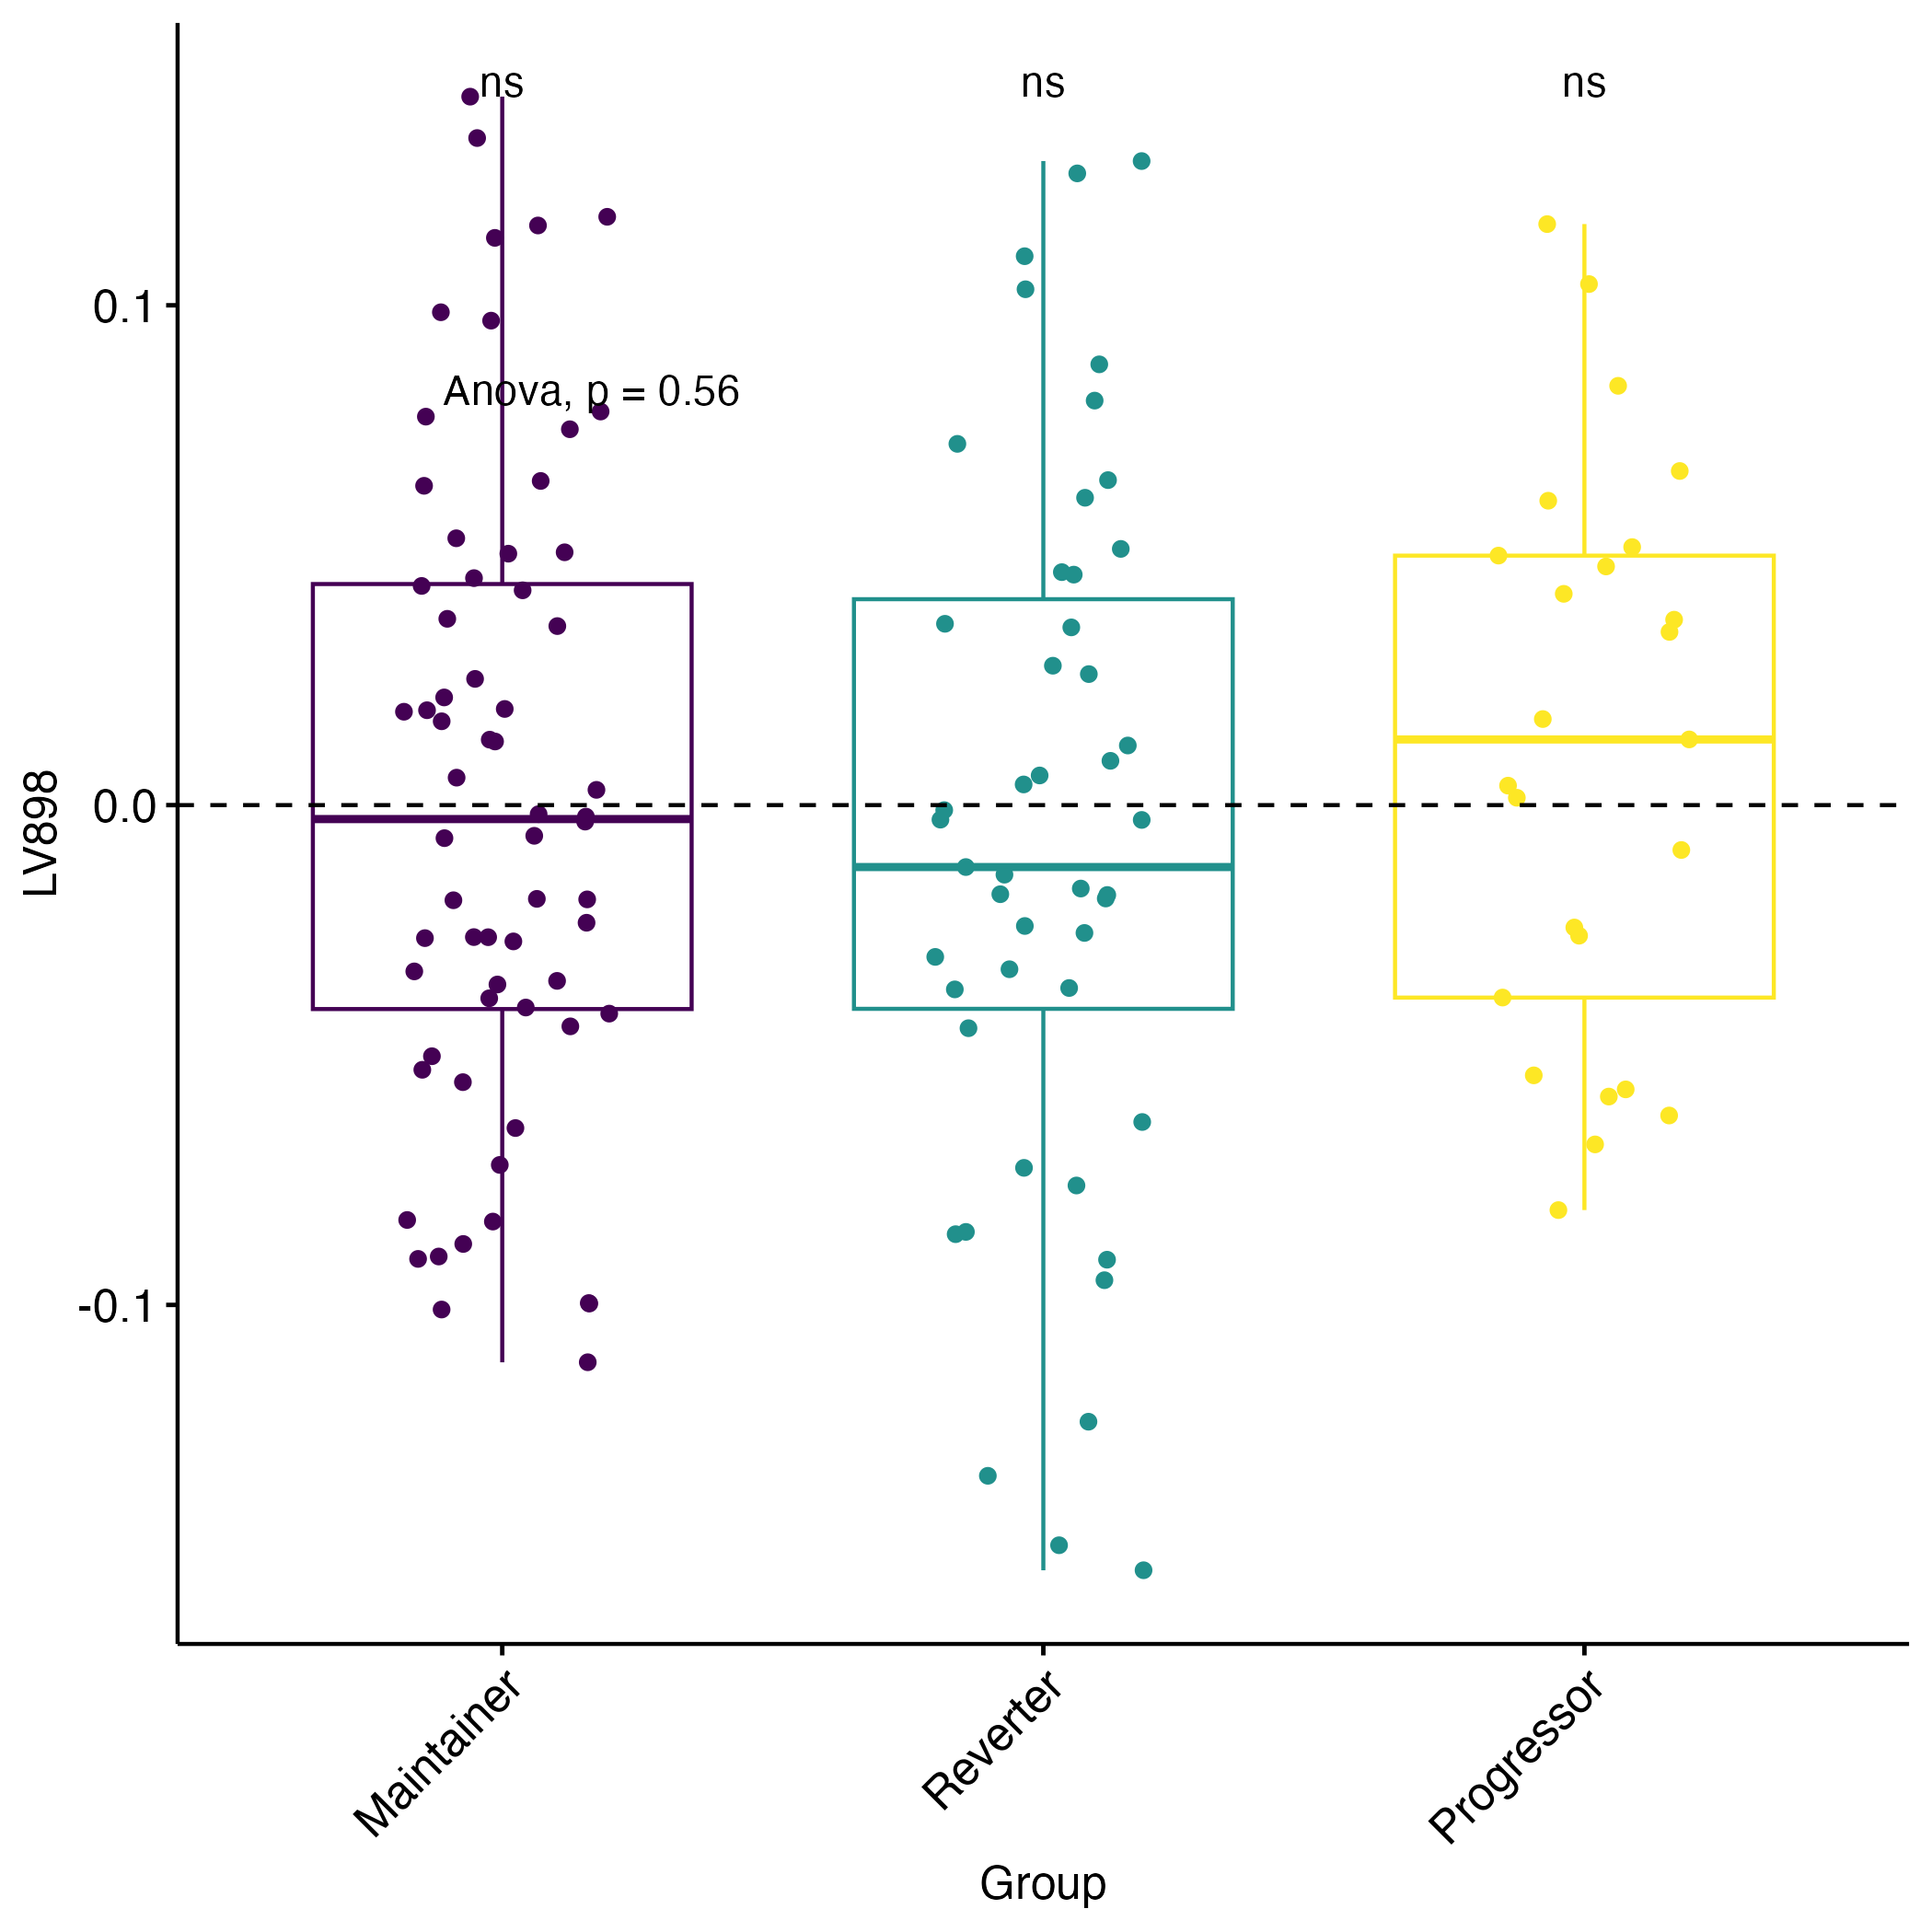 ns ns ns
0.1
Anova, p = 0.56
LV898
0.0
-0.1
Maintainer
Reverter
Progressor
Group